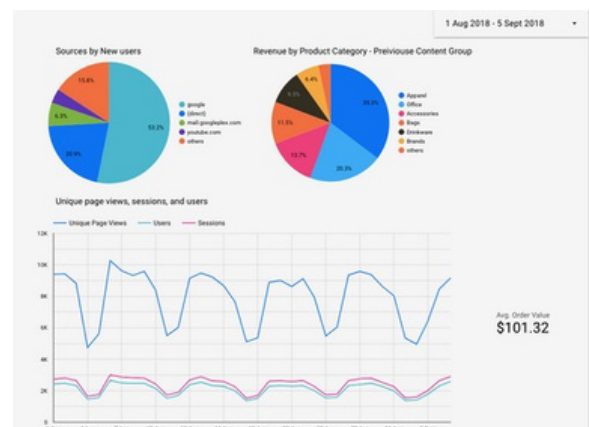 1 Aug 2018 - 5 Sept 2018
Sources by New users
53.2%
20.9%
6.3%
15.6%
google
(direct)
mail.googleplex.com
youtube.com
others
Revenue by Product Category - Preiviouse Content Group
20.3%
13.7%
11.5%
9.5%
6.4%
Apparel
Office
Accessories
Bags
Drinkware
Brands
others
Unique page views, sessions, and users
Unique Page Views Users Sessions
12K
10K
8K
6K
4K
2K
0
Avg. Order Value
$101.32